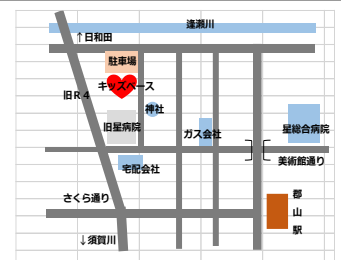 逢瀬川
↑日和田
駐車場
キッズベース
旧R４
神社
旧星病院
ガス会社
星総合病院
美術館通り
宅配会社
さくら通り
郡
山
駅
↓須賀川